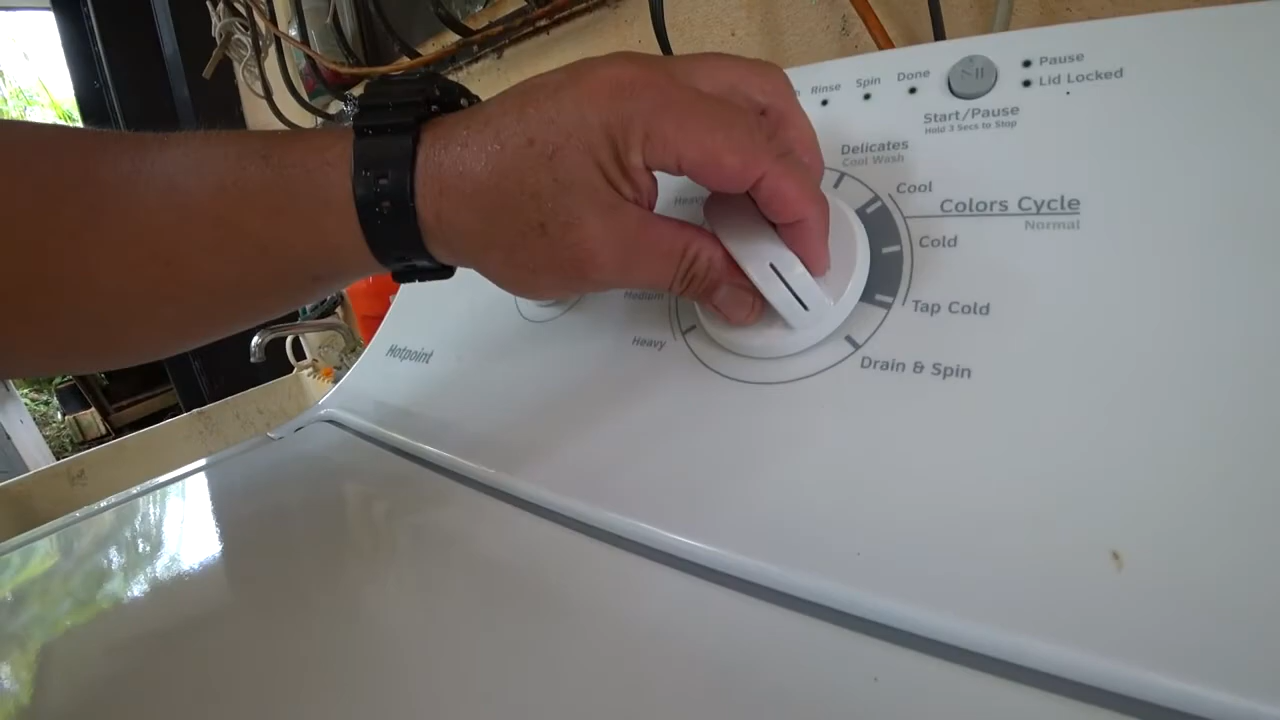 Rinse
Spin
Done
Pause
Lid Locked
Start/Pause
Hold 3 Secs to Stop
Delicates
Cool Wash
Heavy
Cool
Colors Cycle
Normal
Cold
Medium
Tap Cold
Heavy
Hotpoint
Drain & Spin